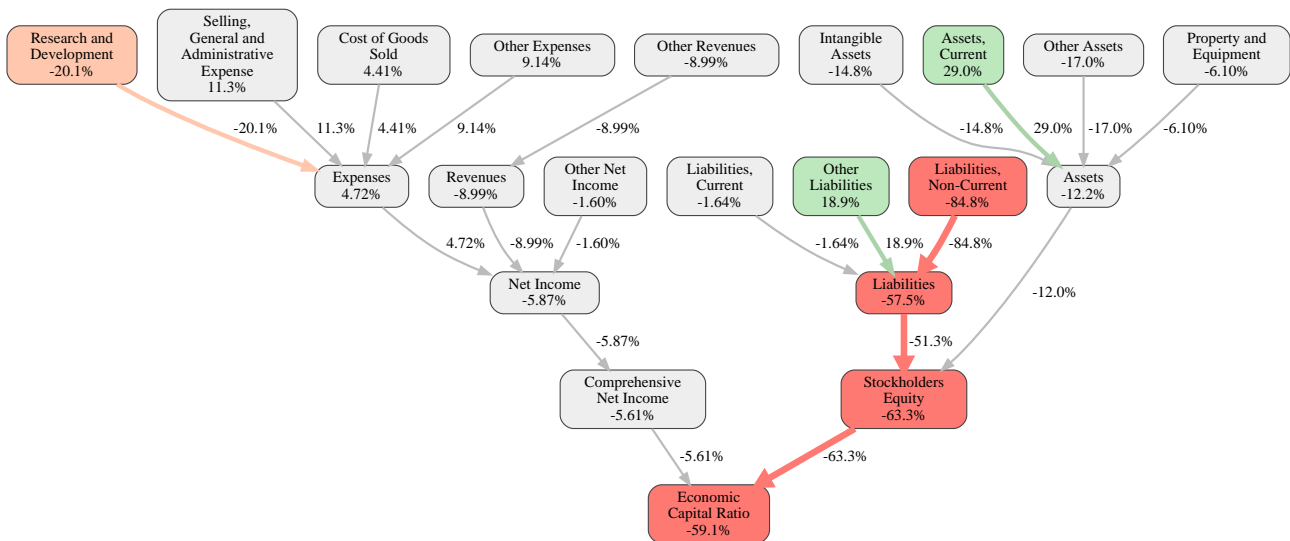 Research and
Development
-20.1%
Selling,
General and
Administrative
Expense
11.3%
Cost of Goods
Sold
4.41%
Other Expenses
9.14%
Other Revenues
-8.99%
Intangible
Assets
-14.8%
Assets,
Current
29.0%
Other Assets
-17.0%
Property and
Equipment
-6.10%
-20.1%
11.3%
4.41%
9.14%
-8.99%
-14.8%
29.0%
-17.0%
-6.10%
Expenses
4.72%
Revenues
-8.99%
Other Net
Income
-1.60%
Liabilities,
Current
-1.64%
Other
Liabilities
18.9%
Liabilities,
Non-Current
-84.8%
Assets
-12.2%
4.72%
-8.99%
-1.60%
-1.64%
18.9%
-84.8%
Net Income
-5.87%
Liabilities
-57.5%
-12.0%
-5.87%
-51.3%
Comprehensive
Net Income
-5.61%
Stockholders
Equity
-63.3%
-5.61%
-63.3%
Economic
Capital Ratio
-59.1%